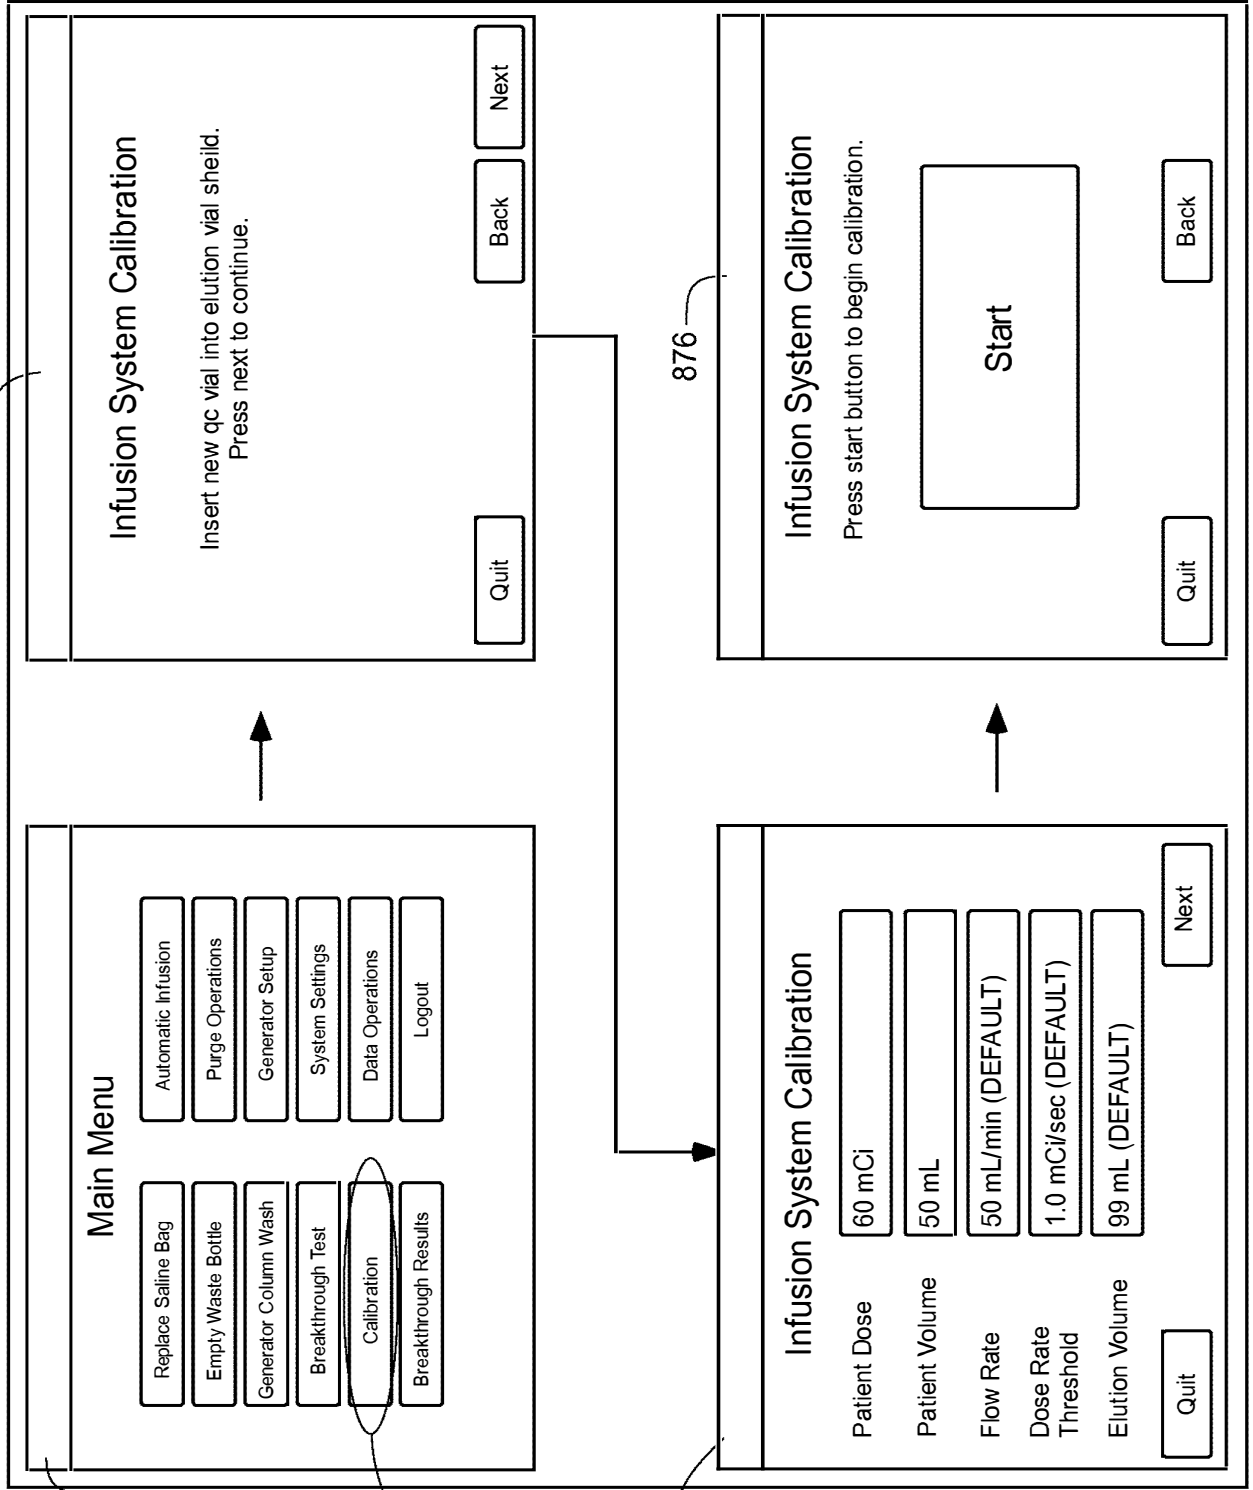 Main Menu
Replace Saline Bag
Empty Waste Bottle
Generator Column Wash
Breakthrough Test
Calibration
Breakthrough Results
Automatic Infusion
Purge Operations
Generator Setup
System Settings
Data Operations
Logout
Infusion System Calibration
Insert new qc vial into elution vial sheild.
Press next to continue.
Quit
Back
Next
Infusion System Calibration
Patient Dose
60 mCi
Patient Volume
50 mL
Flow Rate
50 mL/min (DEFAULT)
Dose Rate
Threshold
1.0 mCi/sec (DEFAULT)
Elution Volume
99 mL (DEFAULT)
Quit
Next
876
Infusion System Calibration
Press start button to begin calibration.
Start
Quit
Back